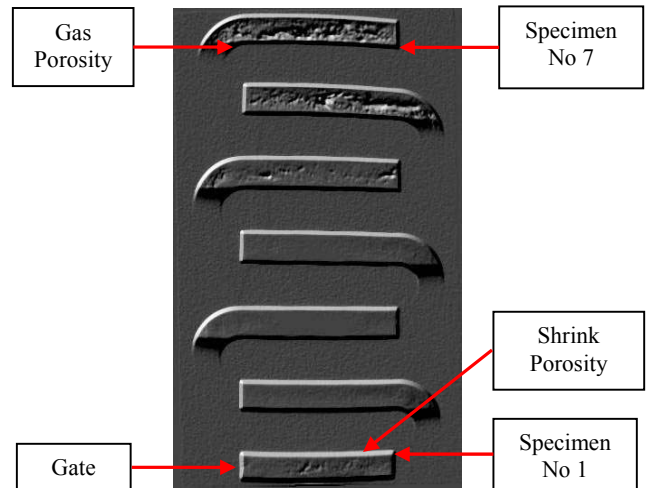 Gas
Porosity
Specimen
No 7
Shrink
Porosity
Gate
Specimen
No 1